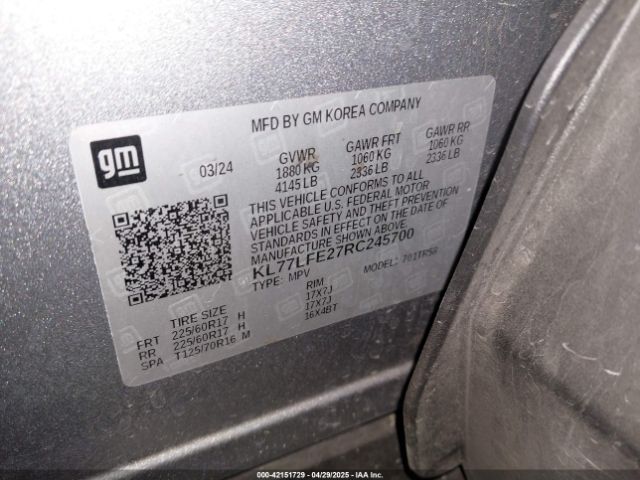 MFD BY GM KOREA COMPANY
gm
03/24
GVWR GAWR FRT GAWR RR
1880 KG 1060 KG 1060 KG
4145 LB 2336 LB 2336 LB
THIS VEHICLE CONFORMS TO ALL
APPLICABLE U.S. FEDERAL MOTOR
VEHICLE SAFETY AND THEFT PREVENTION
STANDARDS IN EFFECT ON THE DATE OF
MANUFACTURE SHOWN ABOVE.
KL77LFE27RC245700
TYPE: MPV MODEL:
TIRE SIZE RIM
FRT 225/60R17 H 17X7J
RR 225/60R17 H 17X7J
SPA T125/70R16 M 16X4BT
000-42151729 04/29/2025 IAAI.COM